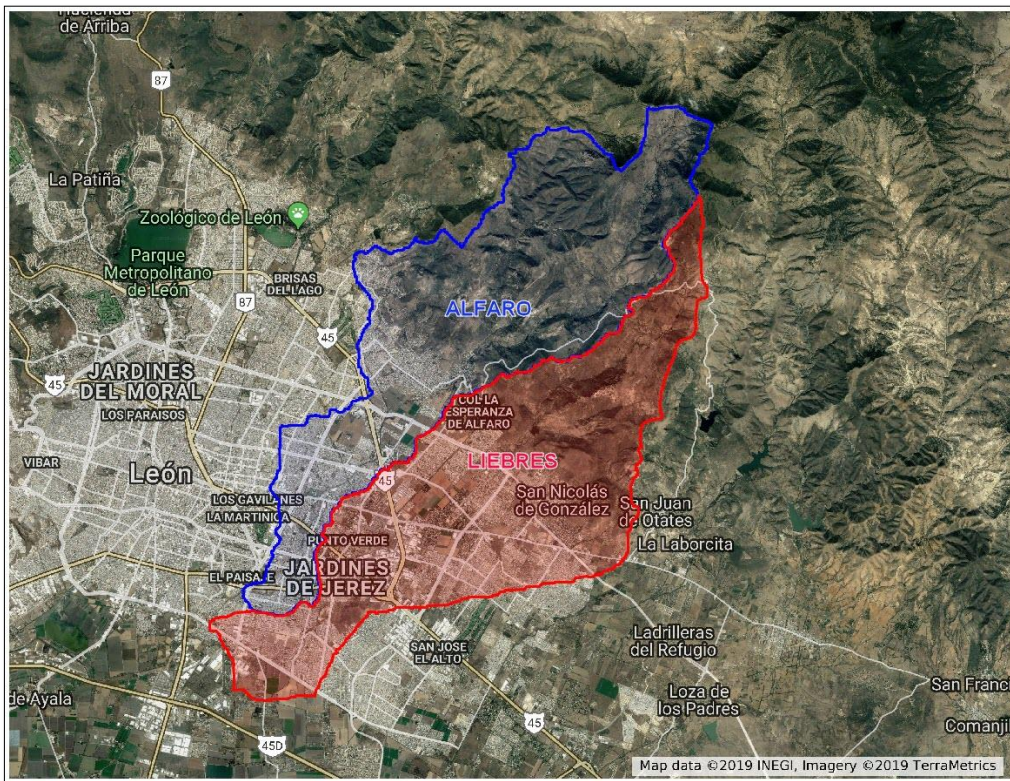 Hacienda
de Arriba
87
La Patiña
Zoológico de León
Parque
Metropolitano
de León
BRISAS
DEL LAGO
87
45
ALFARO
JARDINES
DEL MORAL
45
LOS PARAISOS
COL LA
ESPERANZA
DE ALFARO
LIEBRES
VIBAR
León
45
LOS GAVILANES
LA MARTINICA
San Nicolás
de González
San Juan
de Otates
PUNTO VERDE
La Laborcita
EL PAISAJE
JARDINES
DE JEREZ
SAN JOSE
EL ALTO
Ladrilleras
del Refugio
de Ayala
Loza de
los Padres
San Franci
45
Comanjil
45D
Map data ©2019 INEGI, Imagery ©2019 TerraMetrics